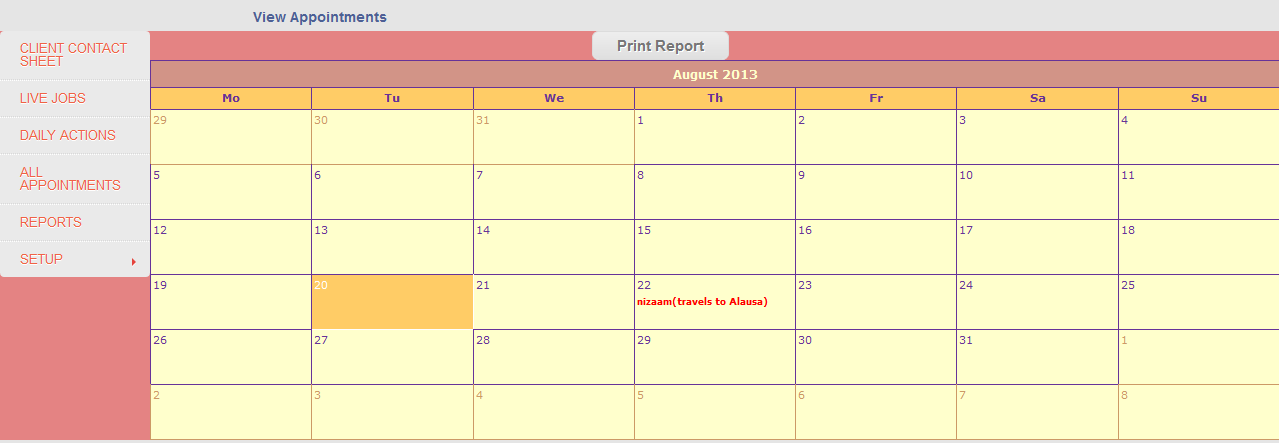 View Appointments
CLIENT CONTACT
SHEET
LIVE JOBS
DAILY ACTIONS
ALL
APPOINTMENTS
REPORTS
SETUP
Print Report
August 2013
Mo Tu We Th Fr Sa Su
29 30 31 1 2 3 4
5 6 7 8 9 10 11
12 13 14 15 16 17 18
19 20 21 22 23 24 25
nizaam(travels to Alausa)
26 27 28 29 30 31 1
2 3 4 5 6 7 8